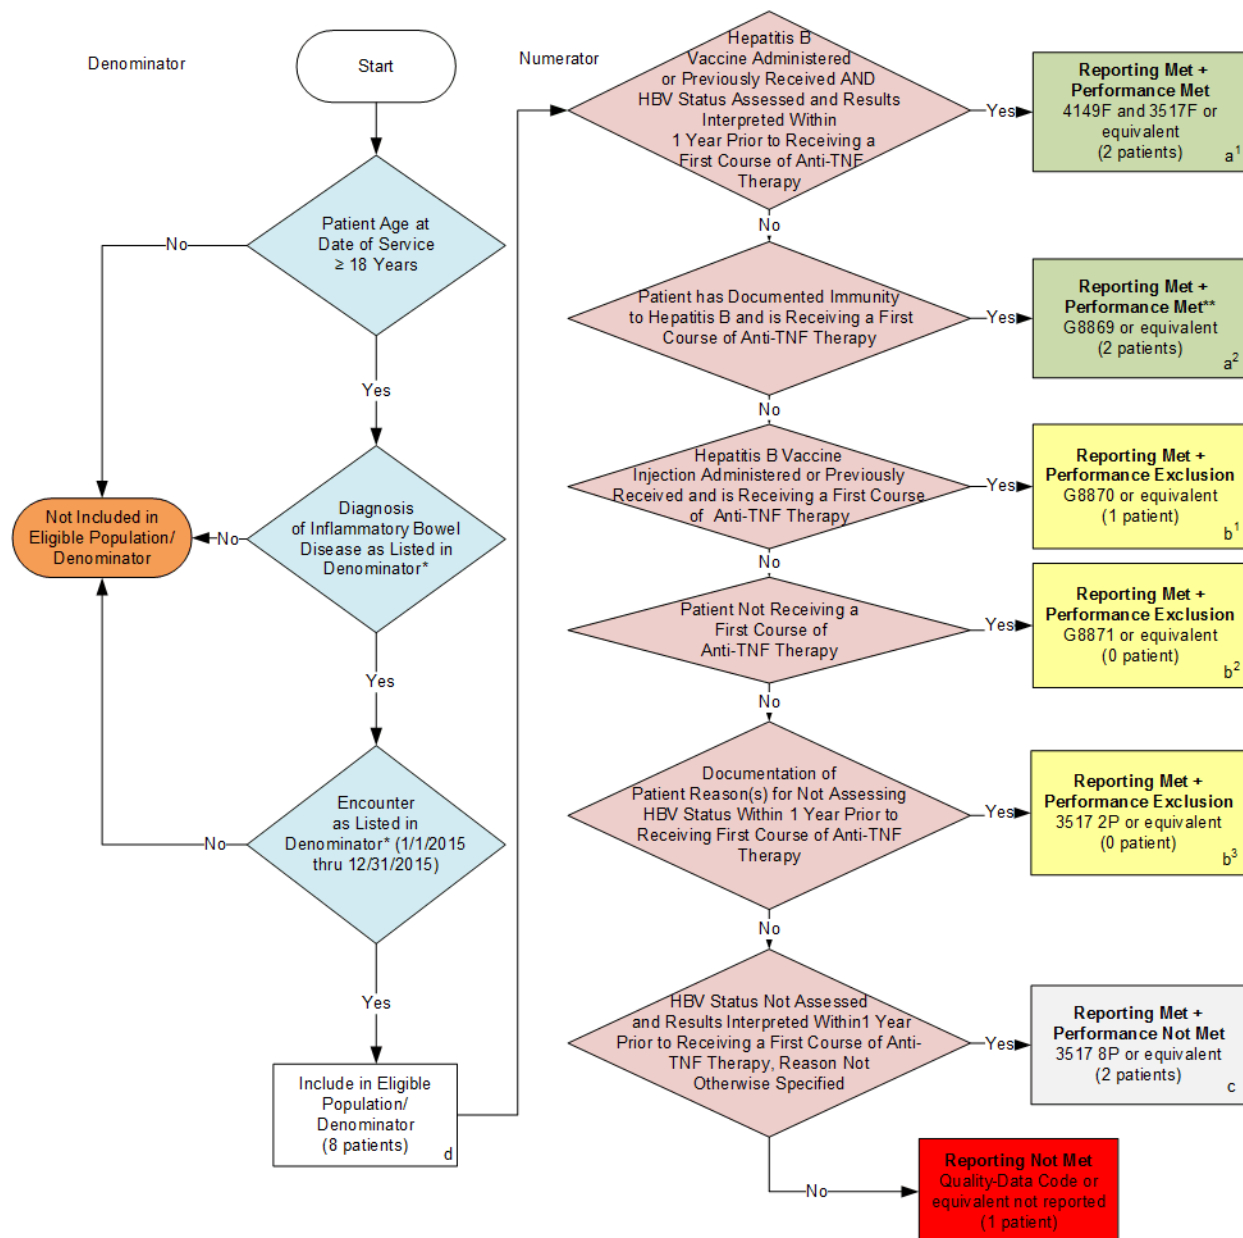 Denominator
Start
Patient Age at
Date of Service
≥ 18 Years
No
Yes
Diagnosis
of Inflammatory Bowel
Disease as Listed in
Denominator*
No
Not Included in
Eligible Population/
Denominator
Yes
Encounter
as Listed in
Denominator* (1/1/2015
thru 12/31/2015)
No
Yes
Include in Eligible
Population/
Denominator
(8 patients)
d
Numerator
Hepatitis B
Vaccine Administered
or Previously Received AND
HBV Status Assessed and Results
Interpreted Within
1 Year Prior to Receiving a
First Course of Anti-TNF
Therapy
Yes
Reporting Met +
Performance Met
4149F and 3517F or
equivalent
(2 patients)
a¹
No
Patient has Documented Immunity
to Hepatitis B and is Receiving a First
Course of Anti-TNF Therapy
Yes
Reporting Met +
Performance Met**
G8869 or equivalent
(2 patients)
a²
No
Hepatitis B Vaccine
Injection Administered or Previously
Received and is Receiving a First Course
of Anti-TNF Therapy
Yes
Reporting Met +
Performance Exclusion
G8870 or equivalent
(1 patient)
b¹
No
Patient Not Receiving a
First Course of
Anti-TNF Therapy
Yes
Reporting Met +
Performance Exclusion
G8871 or equivalent
(0 patient)
b²
No
Documentation of
Patient Reason(s) for Not Assessing
HBV Status Within 1 Year Prior to
Receiving First Course of Anti-TNF
Therapy
Yes
Reporting Met +
Performance Exclusion
3517 2P or equivalent
(0 patient)
b³
No
HBV Status Not Assessed
and Results Interpreted Within1 Year
Prior to Receiving a First Course of Anti-
TNF Therapy, Reason Not
Otherwise Specified
Yes
Reporting Met +
Performance Not Met
3517 8P or equivalent
(2 patients)
c
No
Reporting Not Met
Quality-Data Code or
equivalent not reported
(1 patient)